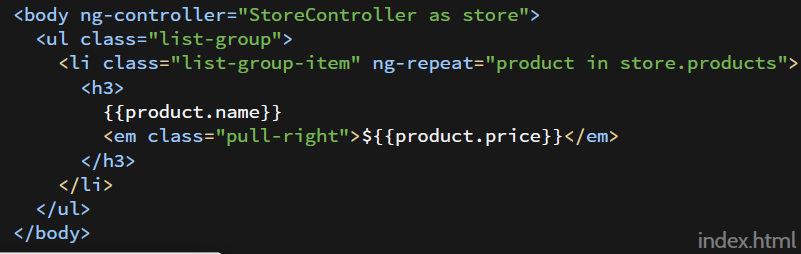 <body ng-controller="StoreController as store">
<ul class="list-group">
<li class="list-group-item" ng-repeat="product in store.products">
<h3>
{{product.name}}
<em class="pull-right">${{product.price}}</em>
</h3>
</li>
</ul>
</body>
index.html